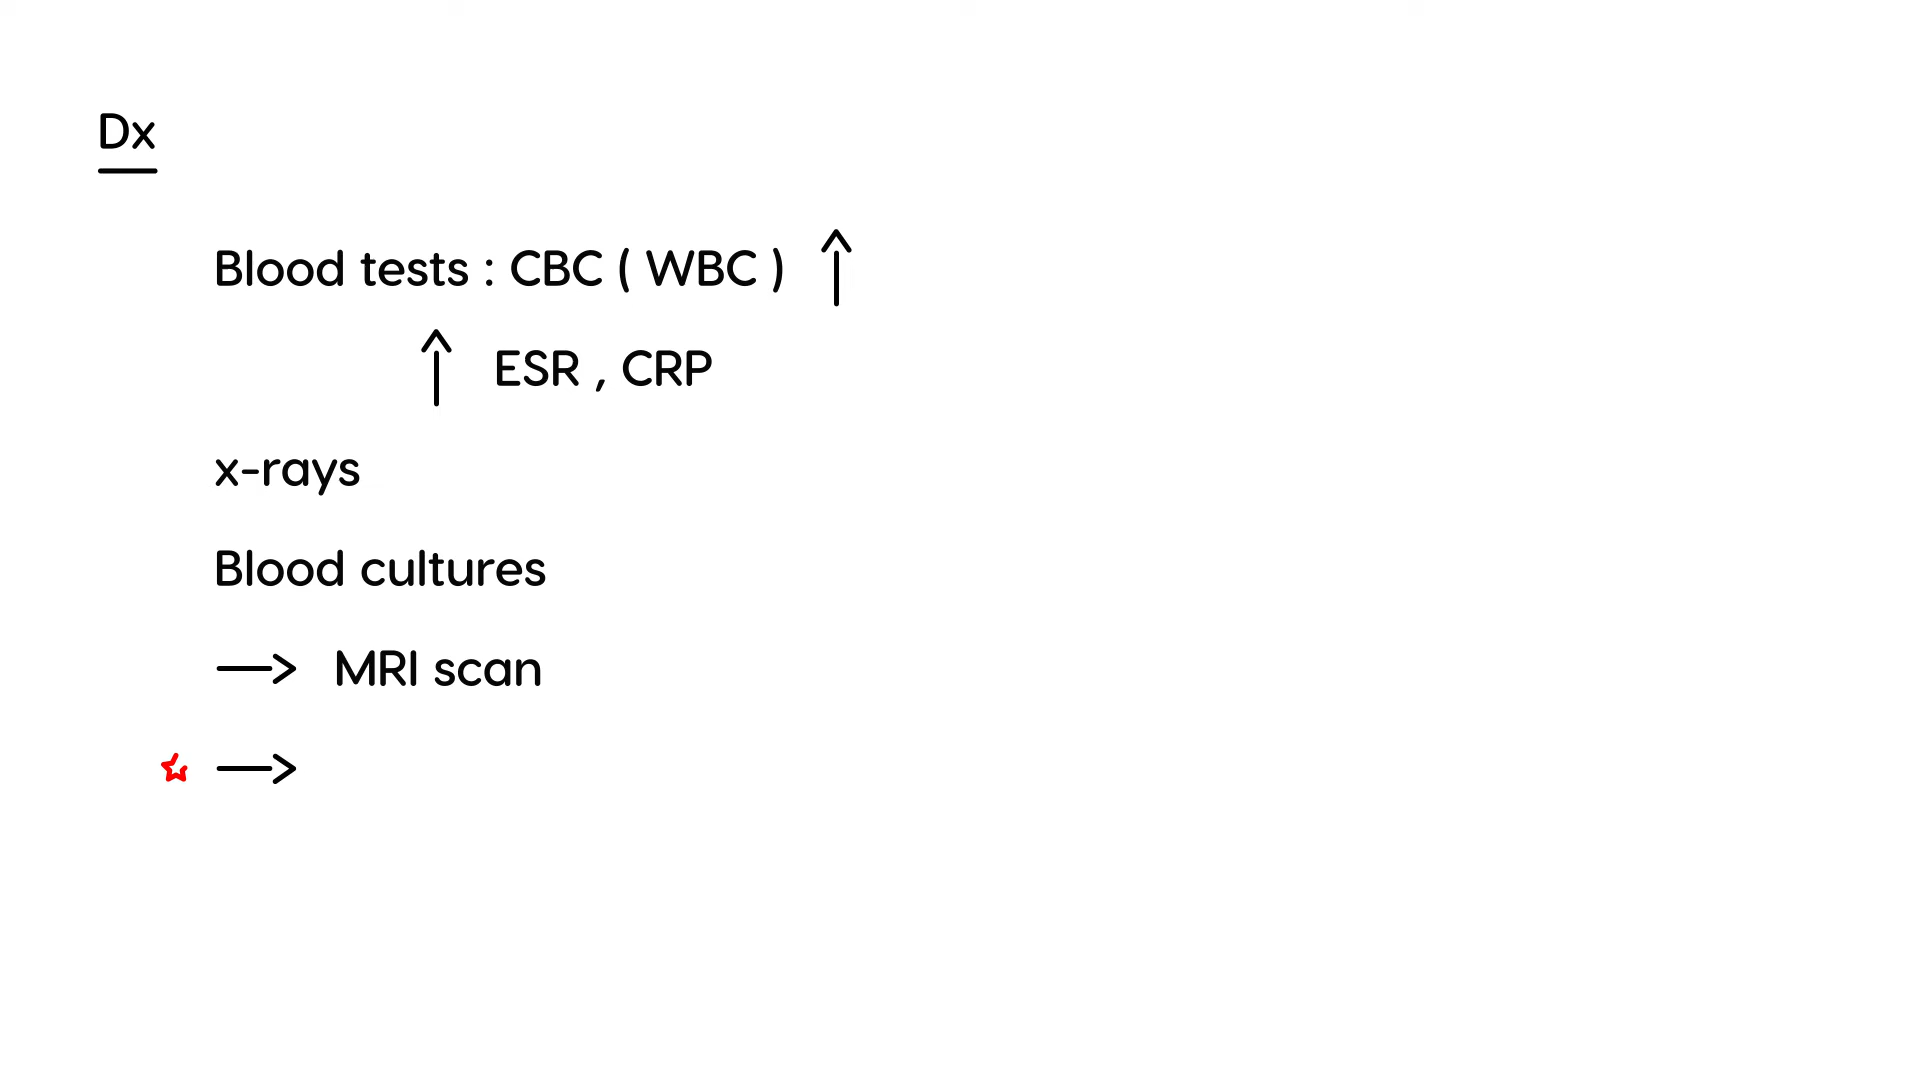 Dx
Blood tests : CBC ( WBC ) ↑
↑ ESR , CRP
x-rays
Blood cultures
→ MRI scan
☆ →